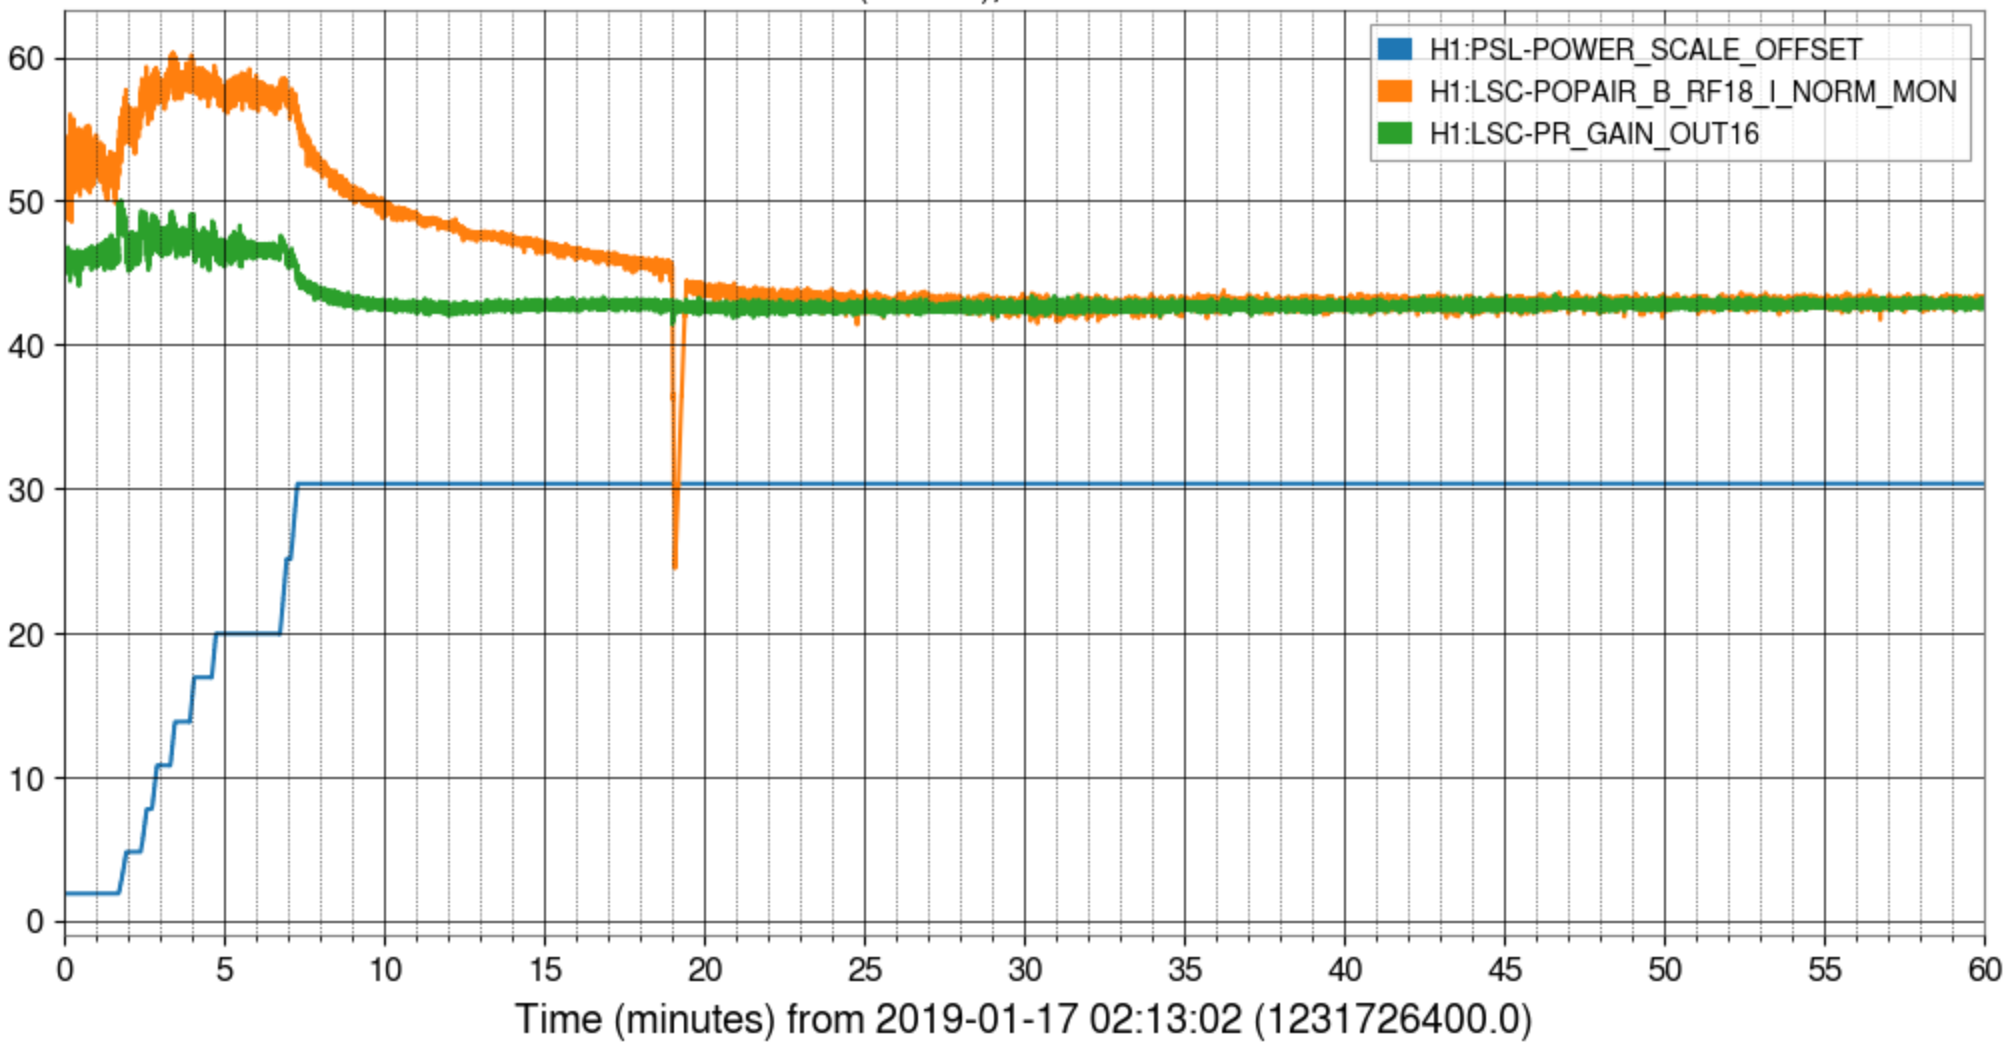 H1:PSL-POWER_SCALE_OFFSET
H1:LSC-POPAIR_B_RF18_I_NORM_MON
H1:LSC-PR_GAIN_OUT16
60
50
40
30
20
10
0
0 5 10 15 20 25 30 35 40 45 50 55 60
Time (minutes) from 2019-01-17 02:13:02 (1231726400.0)